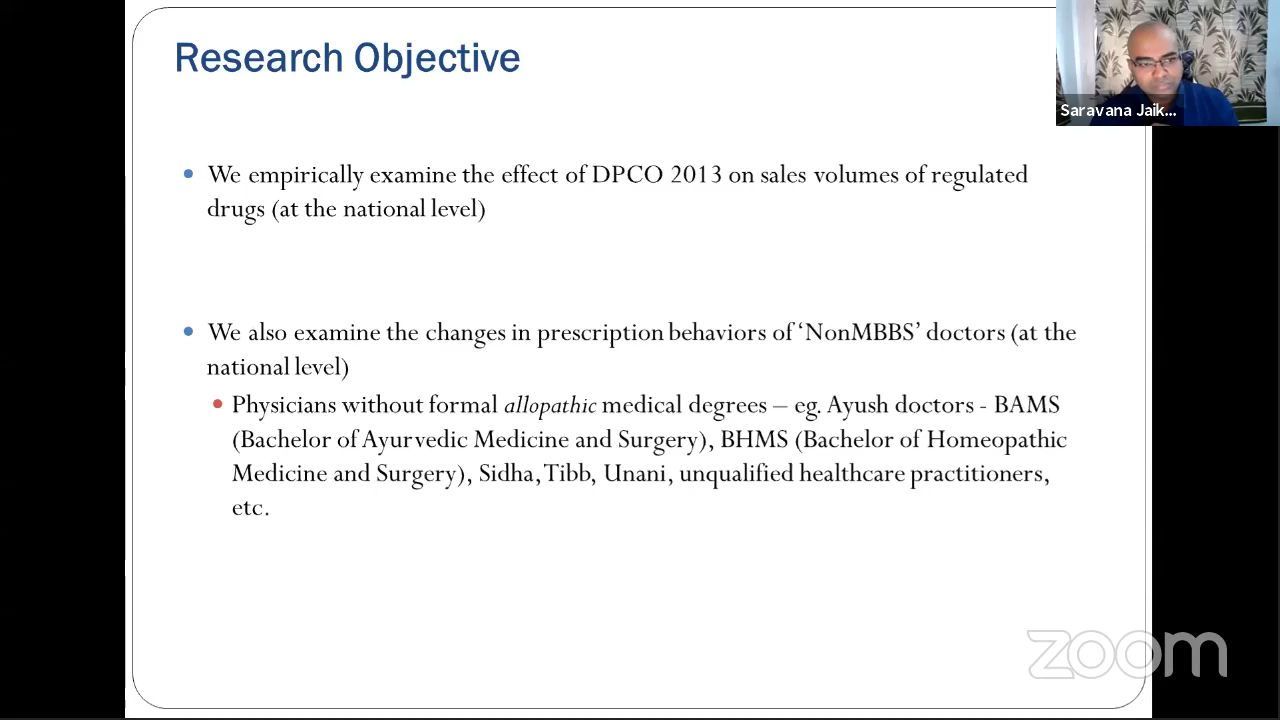 Research Objective
Saravana Jaik...
We empirically examine the effect of DPCO 2013 on sales volumes of regulated
drugs (at the national level)
We also examine the changes in prescription behaviors of ‘NonMBBS’ doctors (at the
national level)
Physicians without formal allopathic medical degrees – eg. Ayush doctors - BAMS
(Bachelor of Ayurvedic Medicine and Surgery), BHMS (Bachelor of Homeopathic
Medicine and Surgery), Sidha, Tibb, Unani, unqualified healthcare practitioners,
etc.
zoom